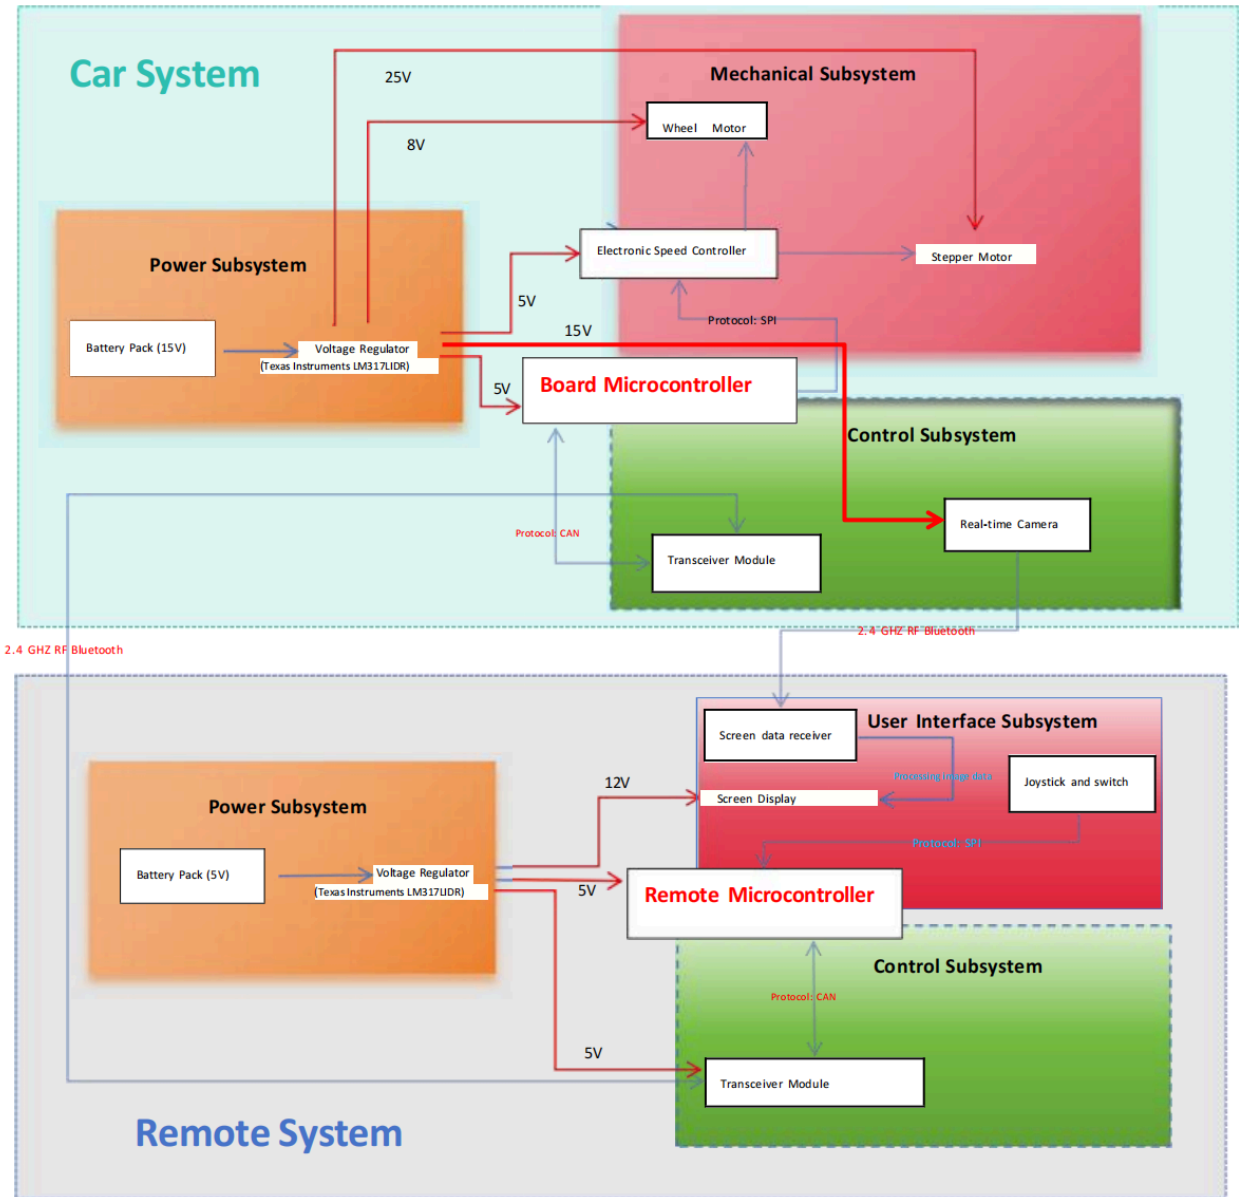 Car System
25V
Mechanical Subsystem
Wheel Motor
8V
Power Subsystem
Electronic Speed Controller
Stepper Motor
5V
Protocol: SPI
15V
Battery Pack (15V)
Voltage Regulator
(Texas Instruments LM317LIDR)
5V
Board Microcontroller
Control Subsystem
Real-time Camera
Protocol: CAN
Transceiver Module
2.4 GHZ RF Bluetooth
2.4 GHZ RF Bluetooth
User Interface Subsystem
Screen data receiver
Processing image data
Joystick and switch
12V
Screen Display
Power Subsystem
Protocol: SPI
Battery Pack (5V)
Voltage Regulator
(Texas Instruments LM317LIDR)
5V
Remote Microcontroller
Control Subsystem
Protocol: CAN
5V
Transceiver Module
Remote System